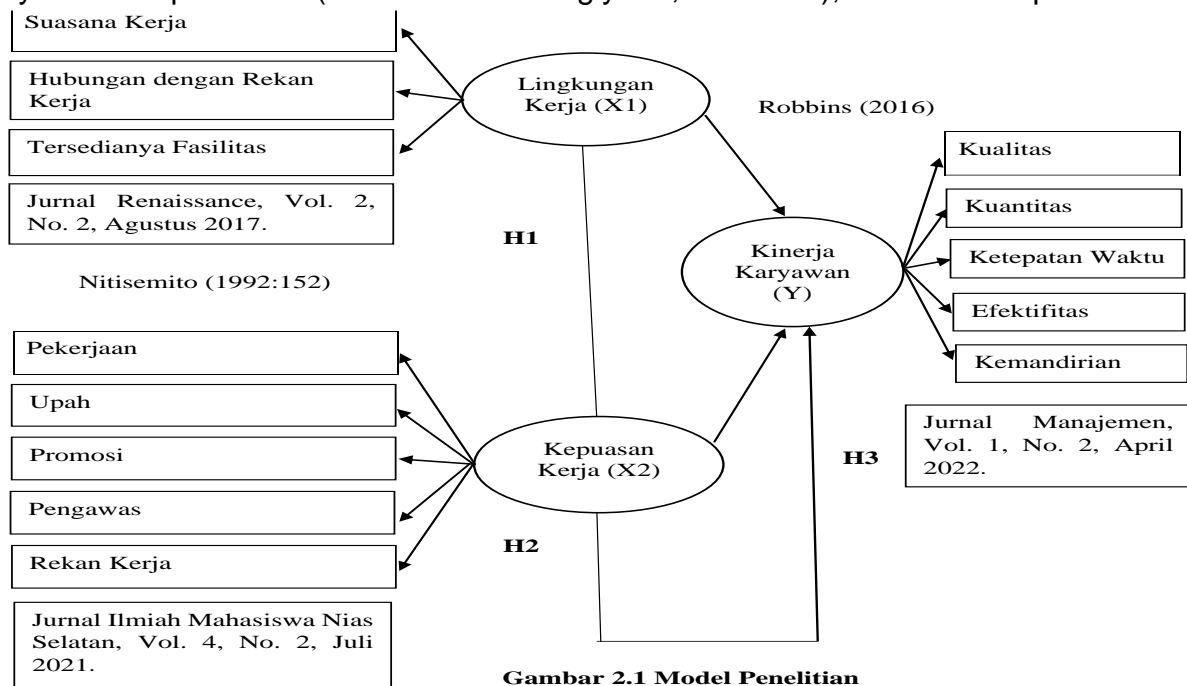 Suasana Kerja
Hubungan dengan Rekan
Kerja
Tersedianya Fasilitas
Jurnal Renaissance, Vol. 2,
No. 2, Agustus 2017.
Nitisemito (1992:152)
Pekerjaan
Upah
Promosi
Pengawas
Rekan Kerja
Jurnal Ilmiah Mahasiswa Nias
Selatan, Vol. 4, No. 2, Juli
2021.
Lingkungan
Kerja (X1)
H1
Kepuasan
Kerja (X2)
H2
Robbins (2016)
Kinerja
Karyawan
(Y)
H3
Kualitas
Kuantitas
Ketepatan Waktu
Efektifitas
Kemandirian
Jurnal Manajemen,
Vol. 1, No. 2, April
2022.
Gambar 2.1 Model Penelitian